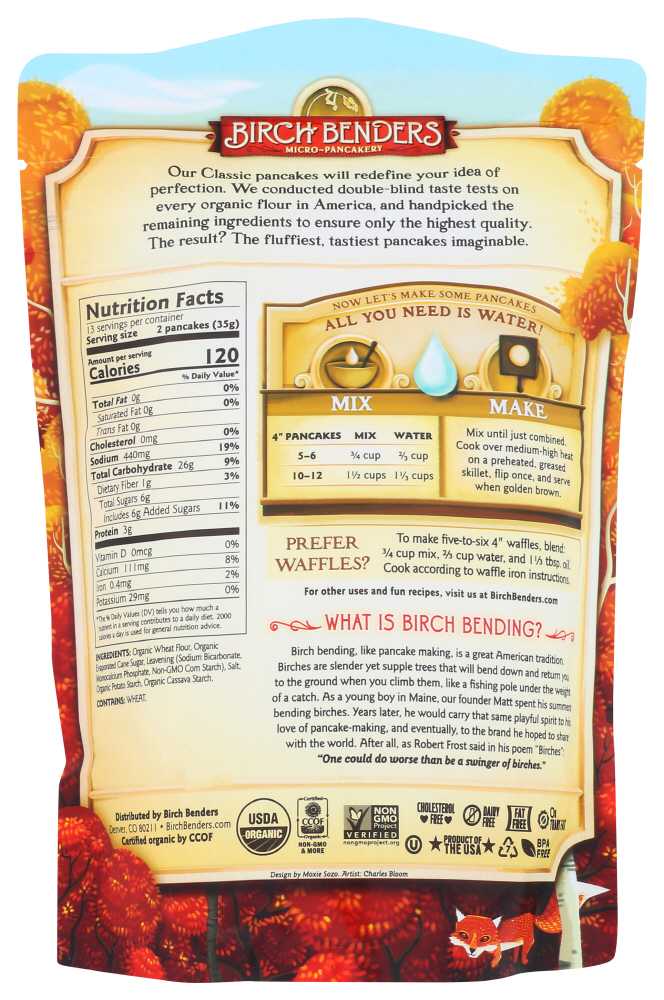 BIRCH BENDERS
MICRO-PANCAKERY
Our Classic pancakes will redefine your idea of
perfection. We conducted double-blind taste tests on
every organic flour in America, and handpicked the
remaining ingredients to ensure only the highest quality.
The result? The fluffiest, tastiest pancakes imaginable.
Nutrition Facts
13 servings per container
Serving size 2 pancakes (35g)
Amount per serving
Calories 120
% Daily Value*
Total Fat 0g 0%
Saturated Fat 0g 0%
Trans Fat 0g
Cholesterol 0mg 0%
Sodium 440mg 19%
Total Carbohydrate 26g 9%
Dietary Fiber 1g 3%
Total Sugars 6g
Includes 6g Added Sugars 11%
Protein 3g
Vitamin D 0mcg 0%
Calcium 111mg 8%
Iron 0.4mg 2%
Potassium 29mg 0%
*The % Daily Values (DV) tells you how much a
nutrient in a serving contributes to a daily diet. 2000
calories a day is used for general nutrition advice.
INGREDIENTS: Organic Wheat Flour, Organic
Evaporated Cane Sugar, Leavening (Sodium Bicarbonate,
Monocalcium Phosphate, Non-GMO Corn Starch), Salt,
Organic Potato Starch, Organic Cassava Starch.
CONTAINS: WHEAT.
NOW LET'S MAKE SOME PANCAKES
ALL YOU NEED IS WATER!
MIX
4" PANCAKES MIX WATER
5-6 ¾ cup ⅔ cup
10-12 1½ cups 1⅓ cups
MAKE
Mix until just combined.
Cook over medium-high heat
on a preheated, greased
skillet, flip once, and serve
when golden brown.
PREFER
WAFFLES?
To make five-to-six 4" waffles, blend:
¾ cup mix, ⅔ cup water, and 1⅓ tbsp. oil.
Cook according to waffle iron instructions.
For other uses and fun recipes, visit us at BirchBenders.com
WHAT IS BIRCH BENDING?
Birch bending, like pancake making, is a great American tradition.
Birches are slender yet supple trees that will bend down and return you
to the ground when you climb them, like a fishing pole under the weight
of a catch. As a young boy in Maine, our founder Matt spent his summers
bending birches. Years later, he would carry that same playful spirit to his
love of pancake-making, and eventually, to the brand he hoped to share
with the world. After all, as Robert Frost said in his poem "Birches":
"One could do worse than be a swinger of birches."
Distributed by Birch Benders
Denver, CO 80211 • BirchBenders.com
Certified organic by CCOF
USDA
ORGANIC
Certified
CCOF
Organic
NON-GMO
& MORE
NON
GMO
Project
VERIFIED
nongmoproject.org
CHOLESTEROL
FREE
DAIRY
FREE
FAT
FREE
0g
TRANS FAT
U
PRODUCT OF
THE USA
BPA
FREE
Design by Moxie Sozo. Artist: Charles Bloom